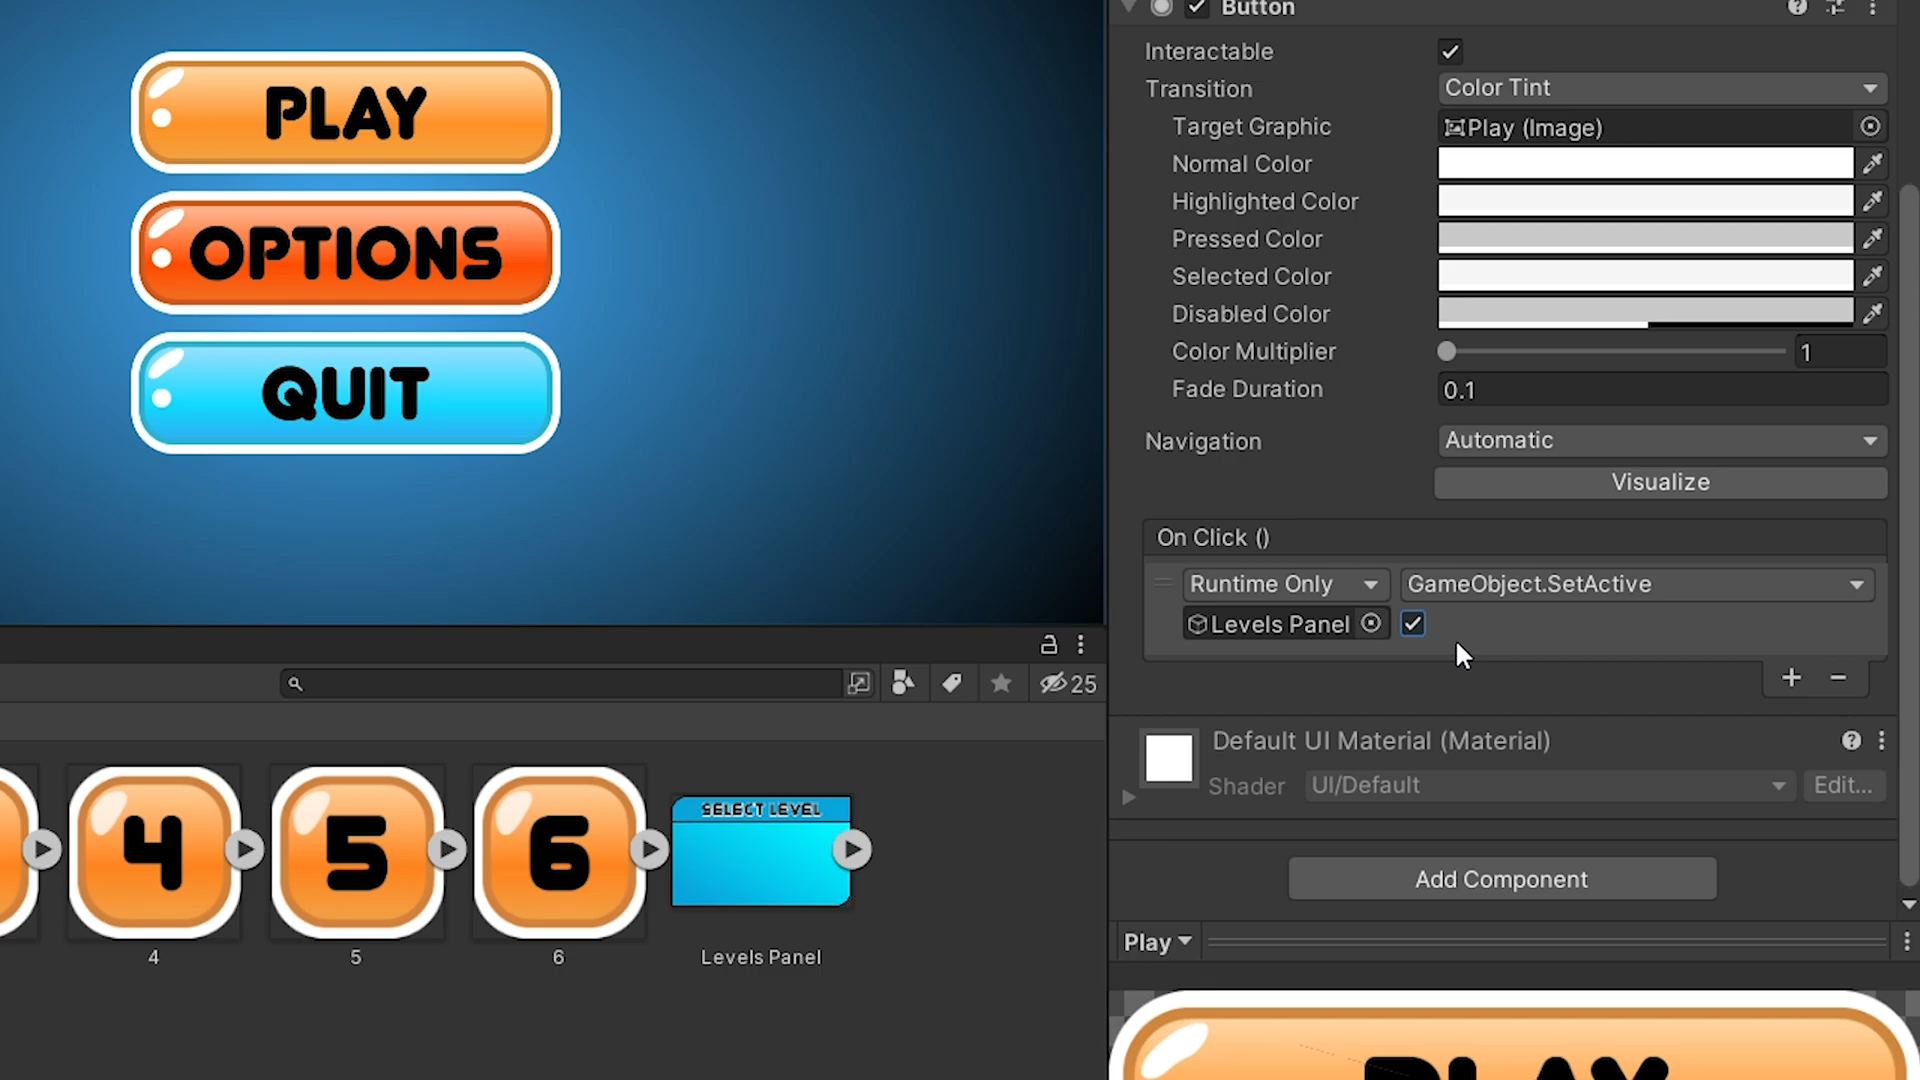 PLAY
OPTIONS
QUIT
Button
Interactable
Transition
Color Tint
Target Graphic
Play (Image)
Normal Color
Highlighted Color
Pressed Color
Selected Color
Disabled Color
Color Multiplier
1
Fade Duration
0.1
Navigation
Automatic
Visualize
On Click ()
Runtime Only
GameObject.SetActive
Levels Panel
25
Default UI Material (Material)
Shader
UI/Default
Edit...
Add Component
Play
PLAY
4
5
6
SELECT LEVEL
4
5
6
Levels Panel